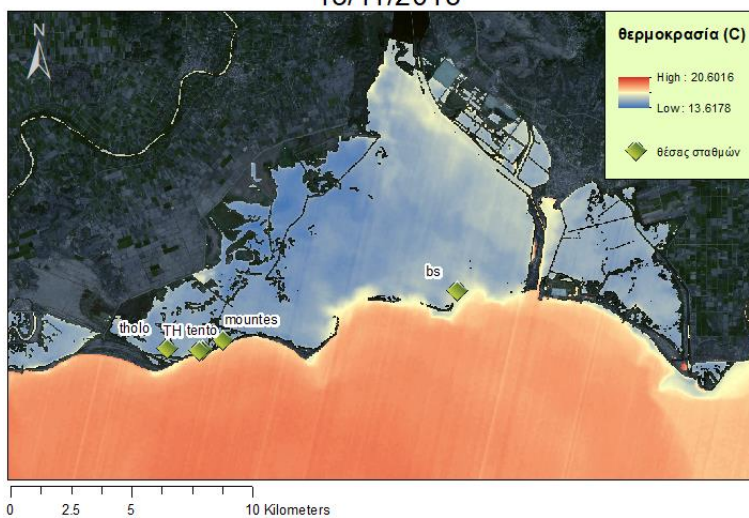 N
θερμοκρασία (C)
High : 20.6016
Low : 13.6178
θέσες σταθμών
bs
mountes
tholo
TH tento
0 2.5 5 10 Kilometers